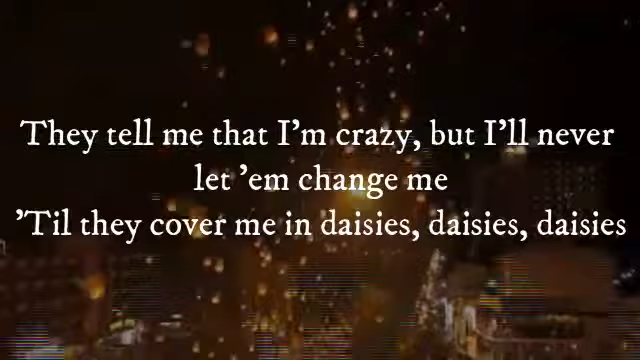 They tell me that I'm crazy, but I'll never
let 'em change me
'Til they cover me in daisies, daisies, daisies